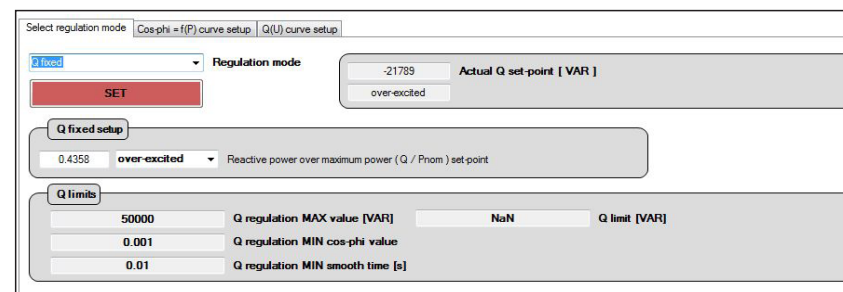 Select regulation mode Cos-phi = f(P) curve setup Q(U) curve setup
Q fixed Regulation mode
-21789 Actual Q set-point [ VAR ]
SET
over-excited
Q fixed setup
0.4358 over-excited Reactive power over maximum power ( Q / Pnom ) set-point
Q limits
50000 Q regulation MAX value [VAR] NaN Q limit [VAR]
0.001 Q regulation MIN cos-phi value
0.01 Q regulation MIN smooth time [s]